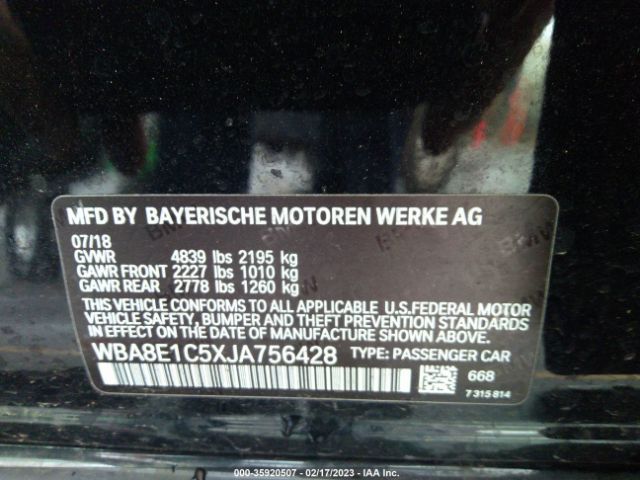 MFD BY BAYERISCHE MOTOREN WERKE AG
07/18
GVWR 4839 lbs 2195 kg
GAWR FRONT 2227 lbs 1010 kg
GAWR REAR 2778 lbs 1260 kg
THIS VEHICLE CONFORMS TO ALL APPLICABLE U.S.FEDERAL MOTOR
VEHICLE SAFETY, BUMPER AND THEFT PREVENTION STANDARDS
IN EFFECT ON THE DATE OF MANUFACTURE SHOWN ABOVE.
WBA8E1C5XJA756428 TYPE: PASSENGER CAR
668
7 315 814
000-35920507 - 02/17/2023 - IAA Inc.